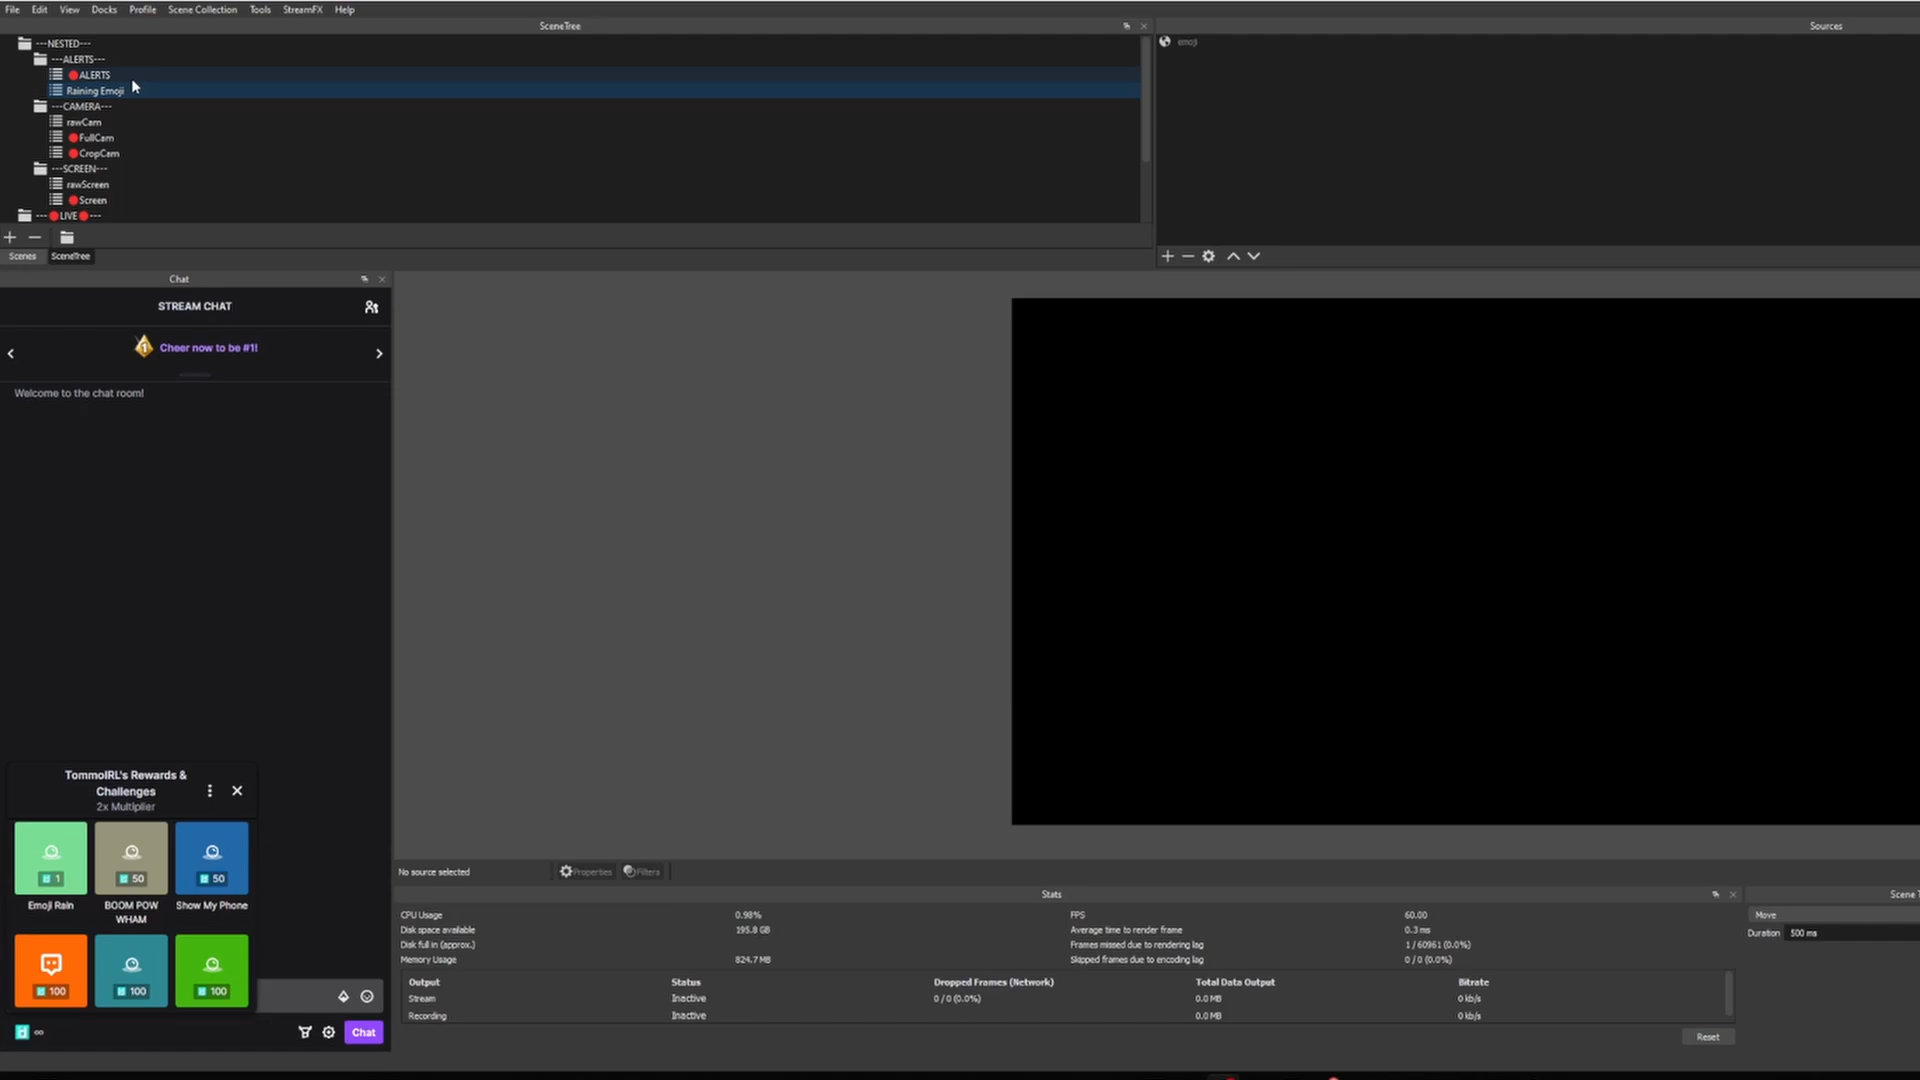 File Edit View Docks Profile Scene Collection Tools StreamFX Help
SceneTree
Sources
---NESTED---
---ALERTS---
ALERTS
Raining Emoji
---CAMERA---
rawCam
FullCam
CropCam
---SCREEN---
rawScreen
Screen
---LIVE---
emoji
Scenes SceneTree
Chat
STREAM CHAT
1
Cheer now to be #1!
Welcome to the chat room!
TommoIRL's Rewards &
Challenges
2x Multiplier
1 50 50
Emoji Rain BOOM POW Show My Phone
WHAM
100 100 100
∞
Chat
No source selected Properties Filters
Stats
CPU Usage 0.98% FPS 60.00
Disk space available 195.8 GB Average time to render frame 0.3 ms
Disk full in (approx.) Frames missed due to rendering lag 1 / 60961 (0.0%)
Memory Usage 824.7 MB Skipped frames due to encoding lag 0 / 0 (0.0%)
Output Status Dropped Frames (Network) Total Data Output Bitrate
Stream Inactive 0 / 0 (0.0%) 0.0 MB 0 kb/s
Recording Inactive 0.0 MB 0 kb/s
Reset
Scene T
Move
Duration 500 ms